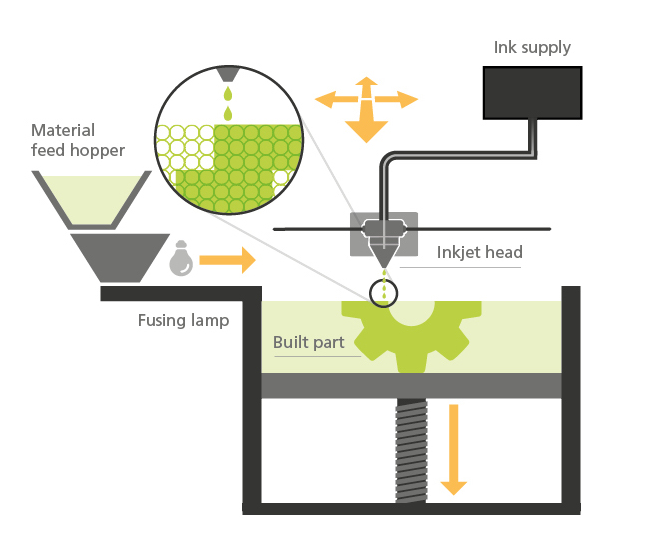 Ink supply
Material
feed hopper
Inkjet head
Fusing lamp
Built part